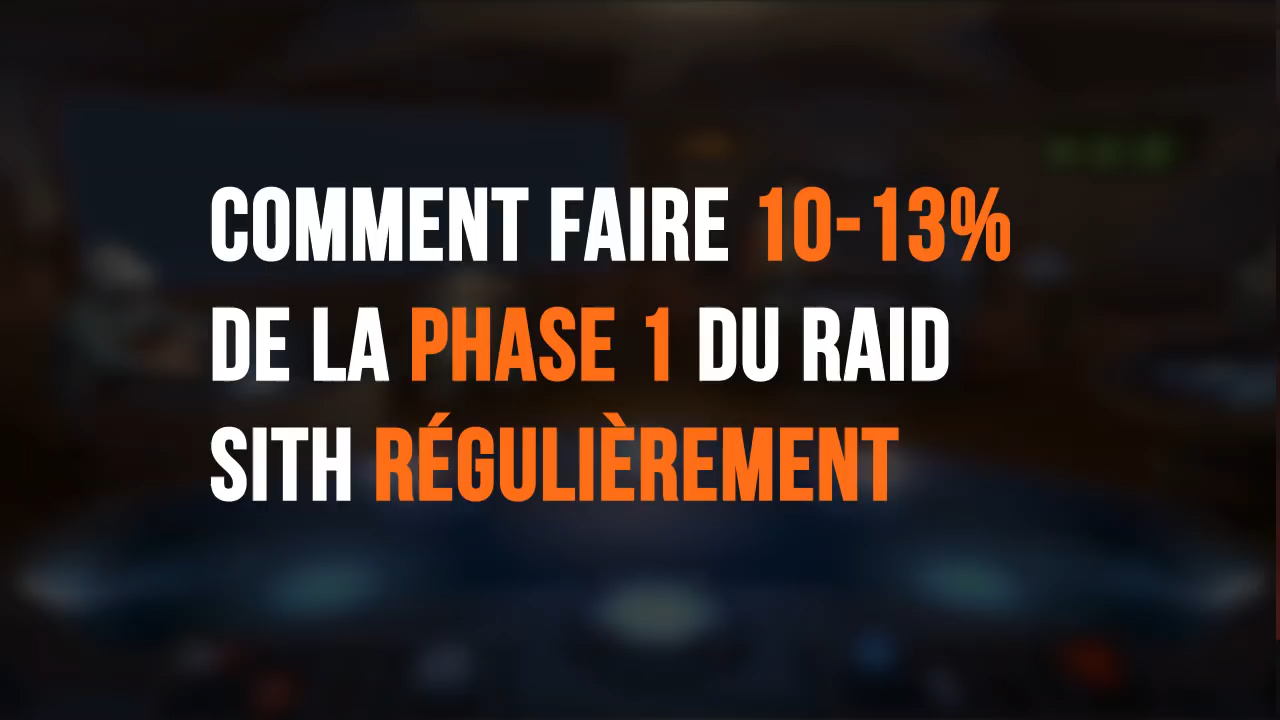 COMMENT FAIRE 10-13%
DE LA PHASE 1 DU RAID
SITH RÉGULIÈREMENT